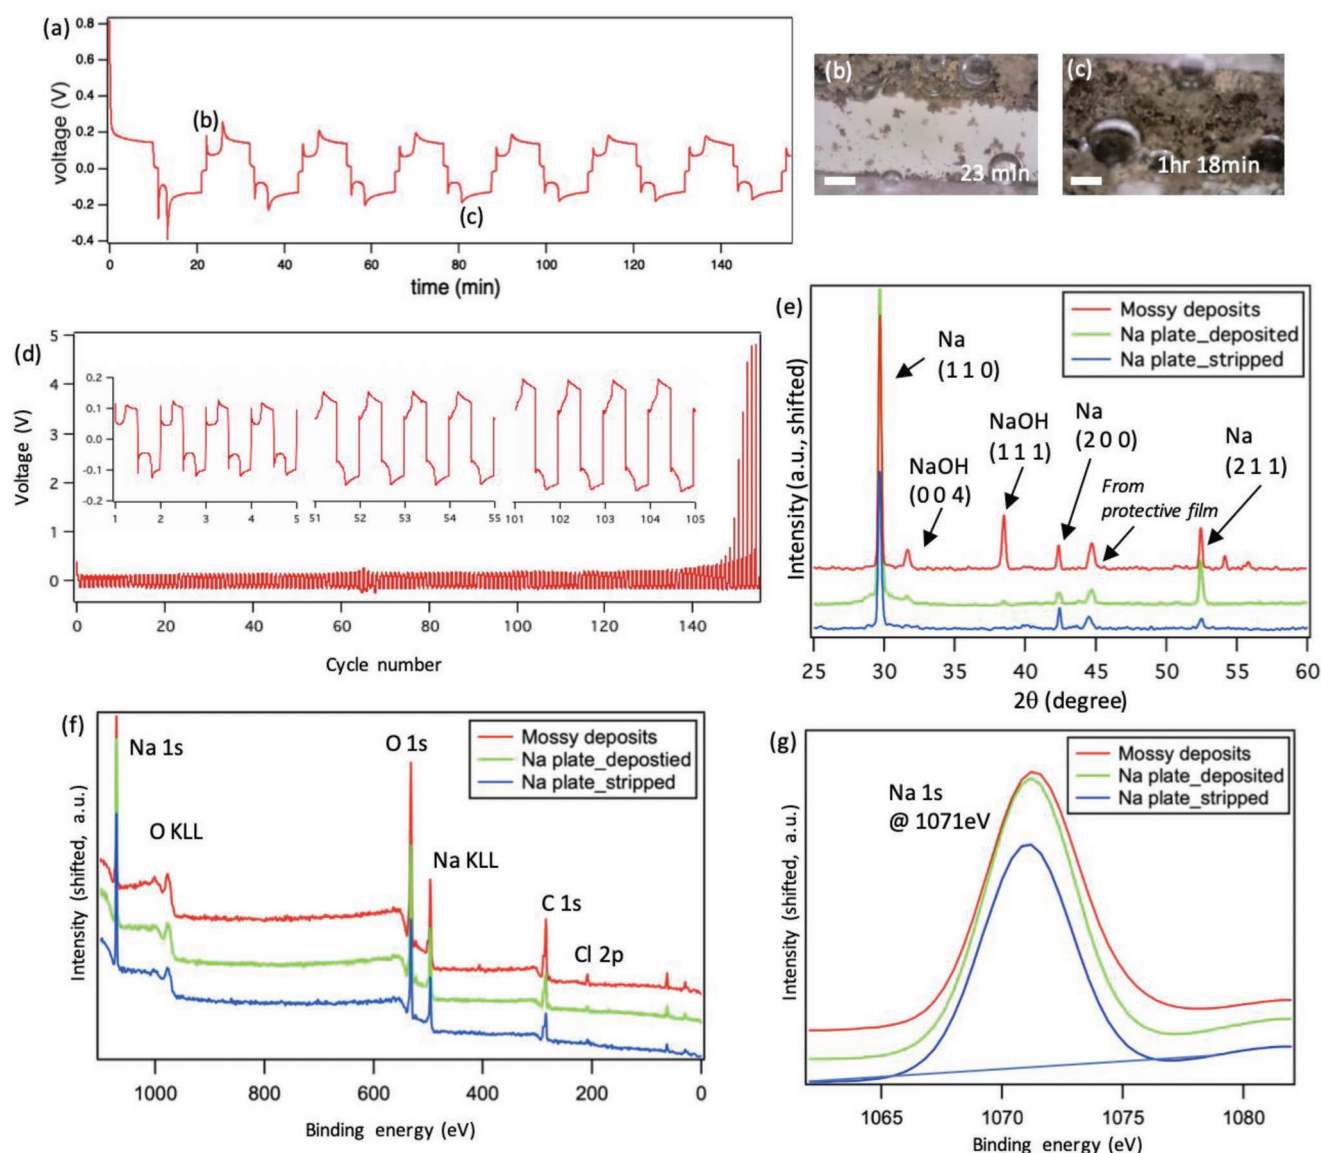 (a)
0.8
0.6
0.4
0.2
0.0
-0.2
-0.4
voltage (V)
(b)
(c)
0 20 40 60 80 100 120 140
time (min)
(b)
23 min
(c)
1hr 18min
(d)
5
4
3
2
1
0
Voltage (V)
0.2
0.1
0.0
-0.1
-0.2
1 2 3 4 5
51 52 53 54 55
101 102 103 104 105
0 20 40 60 80 100 120 140
Cycle number
(e)
Mossy deposits
Na plate_deposited
Na plate_stripped
Na
(1 1 0)
NaOH
(0 0 4)
NaOH
(1 1 1)
Na
(2 0 0)
From
protective film
Na
(2 1 1)
Intensity (a.u., shifted)
25 30 35 40 45 50 55 60
2θ (degree)
(f)
Mossy deposits
Na plate_depostied
Na plate_stripped
Na 1s
O KLL
O 1s
Na KLL
C 1s
Cl 2p
Intensity (shifted, a.u.)
1000 800 600 400 200 0
Binding energy (eV)
(g)
Mossy deposits
Na plate_deposited
Na plate_stripped
Na 1s
@ 1071eV
Intensity (shifted, a.u.)
1065 1070 1075 1080
Binding energy (eV)